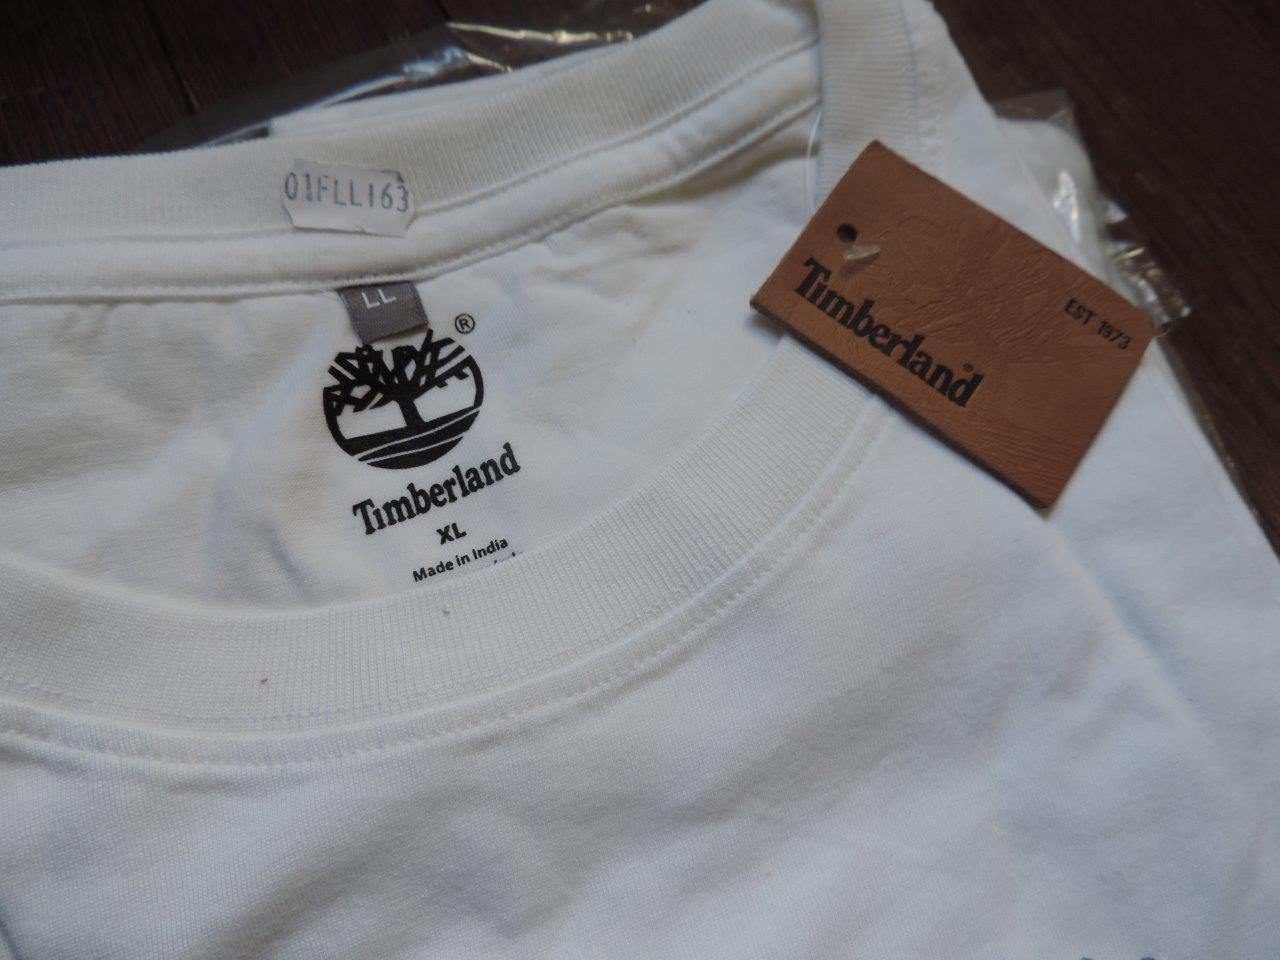 01FLL163
LL
®
Timberland
XL
Made in India
Timberland®
EST 1973